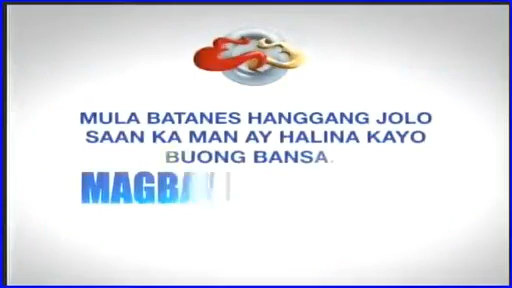 MULA BATANES HANGGANG JOLO
SAAN KA MAN AY HALINA KAYO
BUONG BANSA